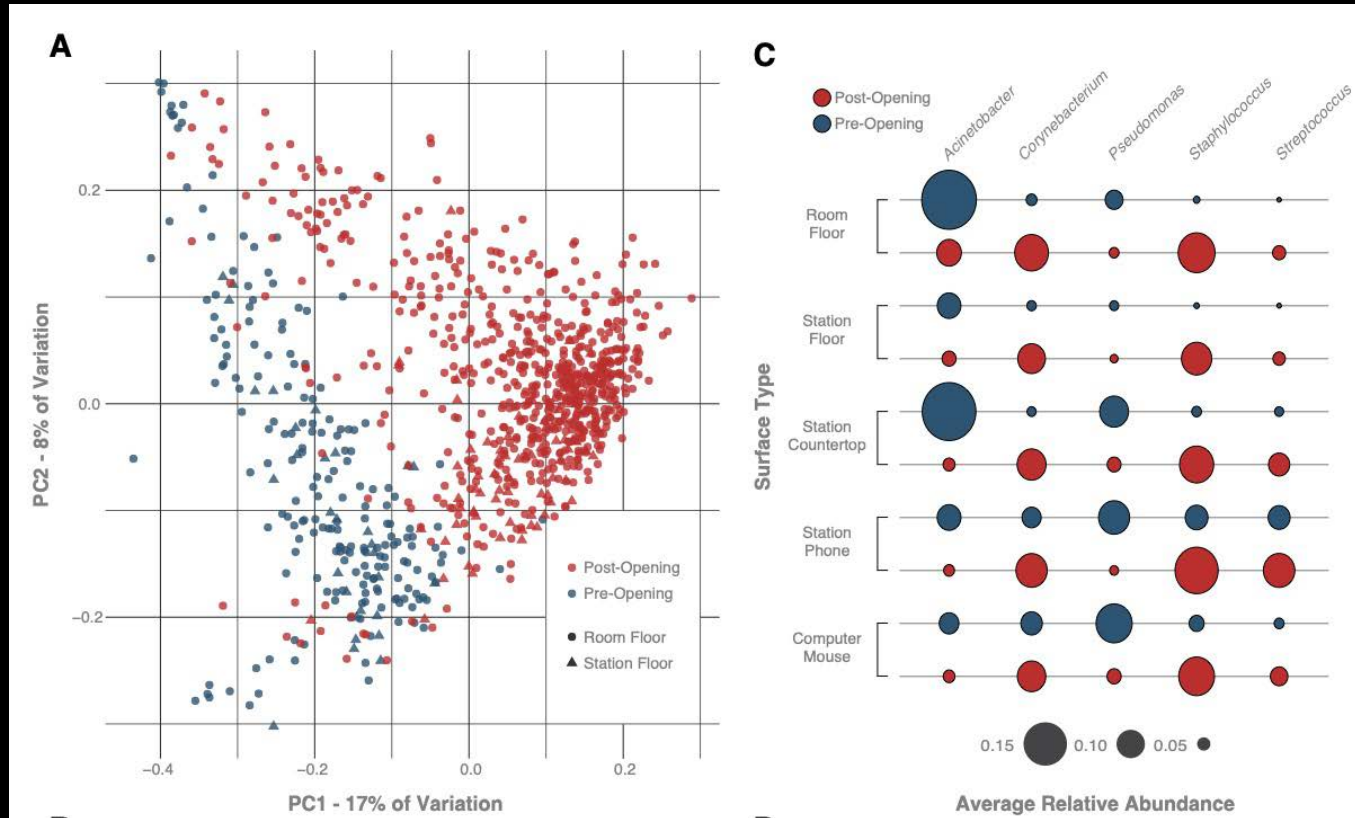 A
0.2
0.0
−0.2
−0.4
−0.2
0.0
0.2
PC2 - 8% of Variation
PC1 - 17% of Variation
Post-Opening
Pre-Opening
Room Floor
Station Floor
C
Post-Opening
Pre-Opening
Acinetobacter
Corynebacterium
Pseudomonas
Staphylococcus
Streptococcus
Surface Type
Room
Floor
Station
Floor
Station
Countertop
Station
Phone
Computer
Mouse
0.15 0.10 0.05
Average Relative Abundance